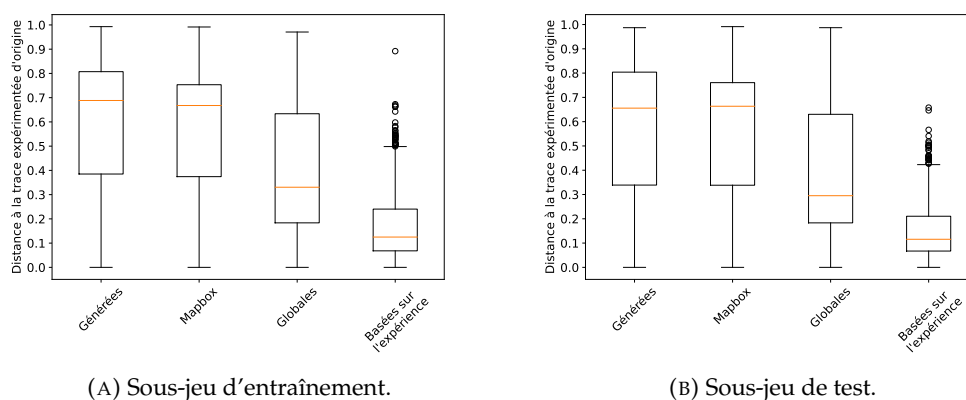 Distance à la trace expérimentée d'origine
1.0
0.9
0.8
0.7
0.6
0.5
0.4
0.3
0.2
0.1
0.0
Générées
Mapbox
Globales
Basées sur
l'expérience
(A) Sous-jeu d'entraînement.
Distance à la trace expérimentée d'origine
1.0
0.9
0.8
0.7
0.6
0.5
0.4
0.3
0.2
0.1
0.0
Générées
Mapbox
Globales
Basées sur
l'expérience
(B) Sous-jeu de test.